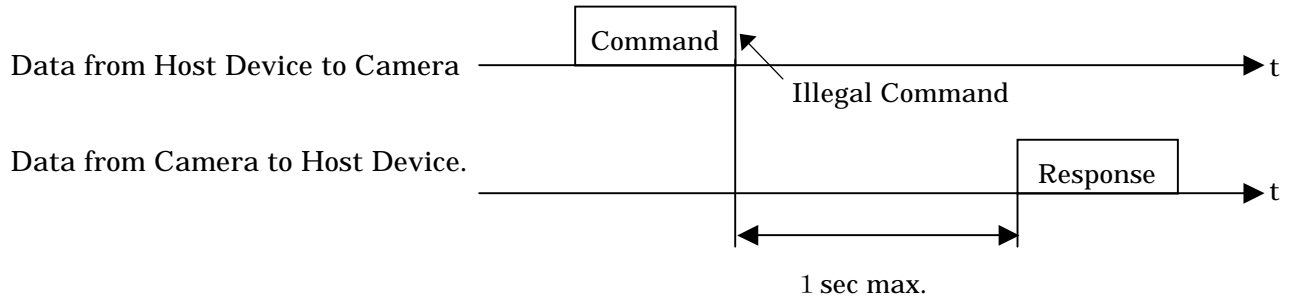 Command
Data from Host Device to Camera
t
Illegal Command
Data from Camera to Host Device.
Response
t
1 sec max.